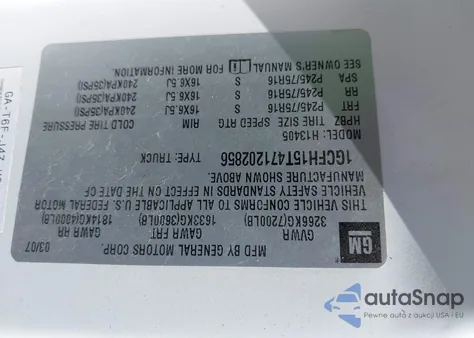 MFD BY GENERAL MOTORS CORP. 03/07
GVWR GAWR FRT GAWR RR
3266KG(7200LB) 1633KG(3600LB) 1814KG(4000LB)
THIS VEHICLE CONFORMS TO ALL APPLICABLE U.S. FEDERAL MOTOR
VEHICLE SAFETY STANDARDS IN EFFECT ON THE DATE OF
MANUFACTURE SHOWN ABOVE.
1GCFH15T471202856 TYPE: TRUCK
MODEL: H13405
HPBZ TIRE SIZE SPEED RTG RIM COLD TIRE PRESSURE
FRT P245/75R16 S 16X6.5J 240KPA(35PSI)
RR P245/75R16 S 16X6.5J 240KPA(35PSI)
SPA P245/75R16 S 16X6.5J 240KPA(35PSI)
SEE OWNER'S MANUAL FOR MORE INFORMATION.
GM
autoSnap
Pewne auta z aukcji USA i EU